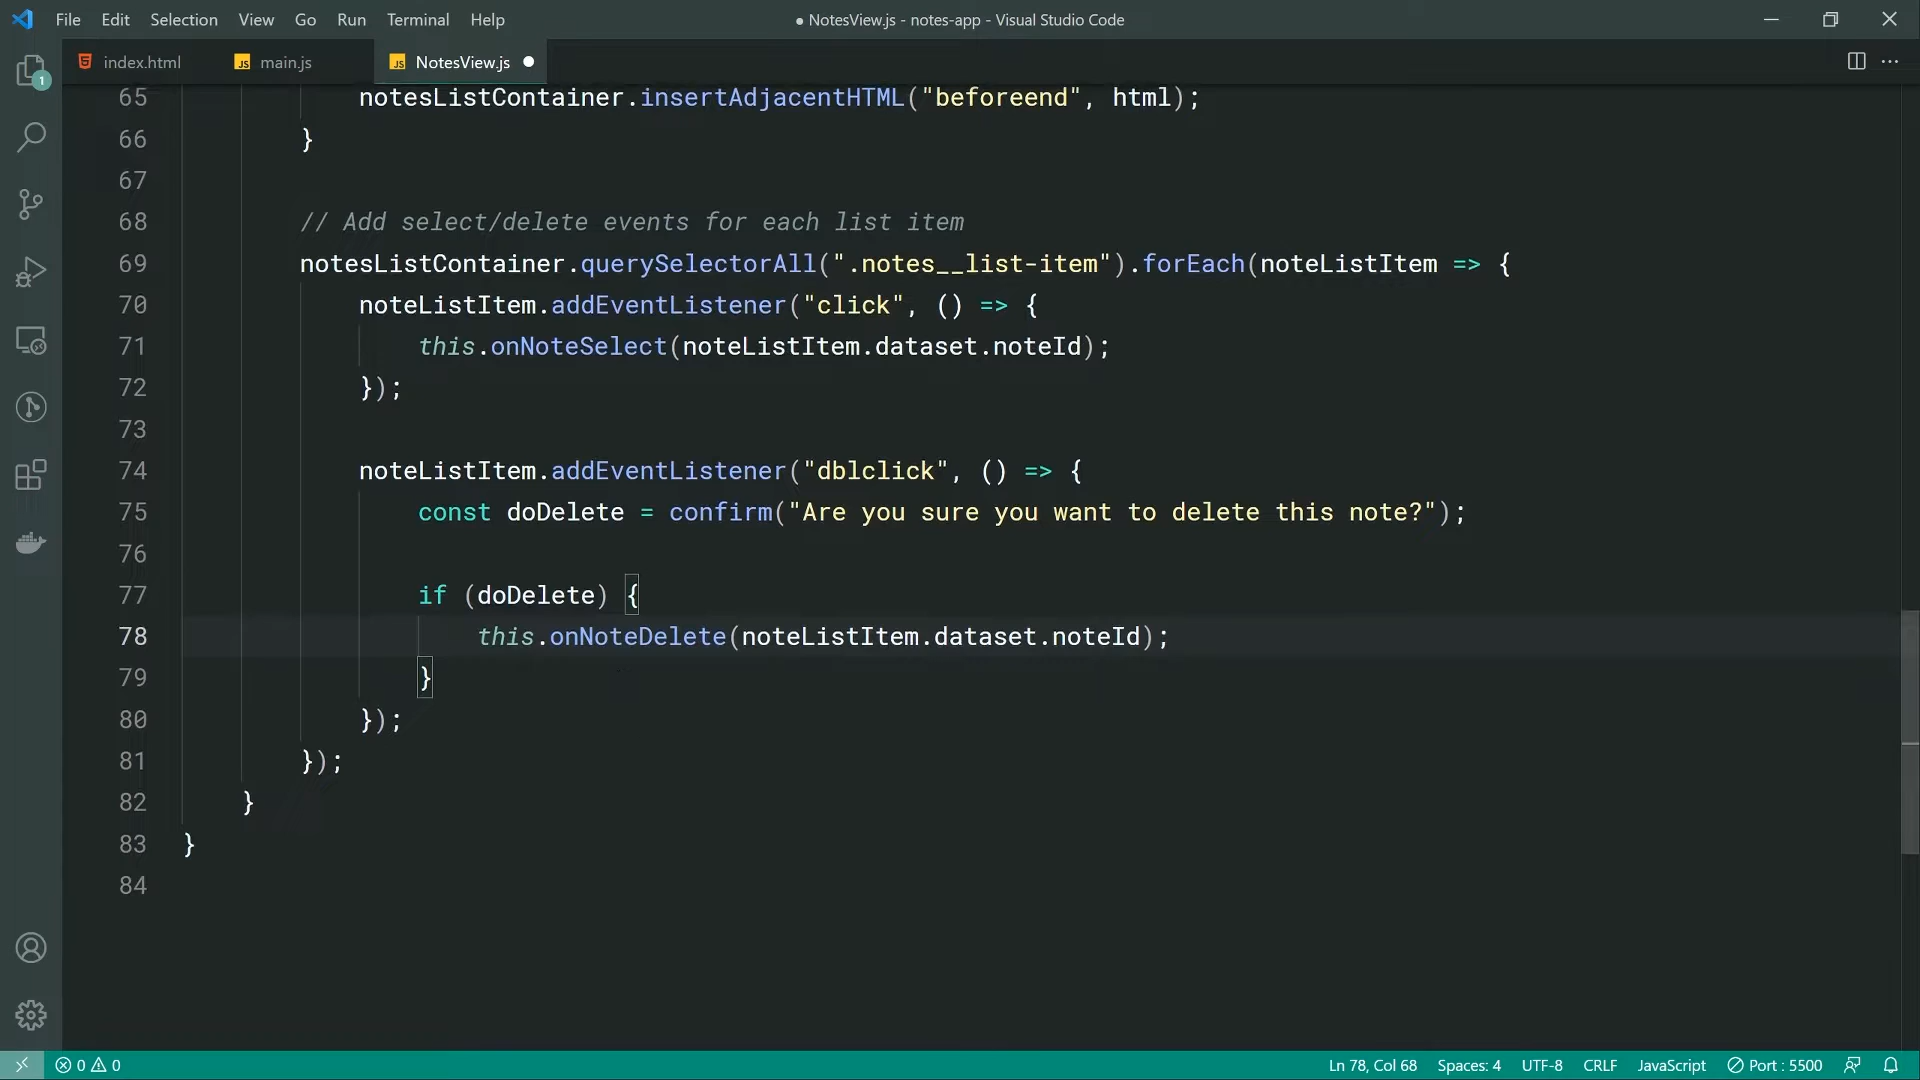 File Edit Selection View Go Run Terminal Help
● NotesView.js - notes-app - Visual Studio Code
index.html
JS main.js
JS NotesView.js
1
65 notesListContainer.insertAdjacentHTML("beforeend", html);
66 }
67
68 // Add select/delete events for each list item
69 notesListContainer.querySelectorAll(".notes__list-item").forEach(noteListItem => {
70 noteListItem.addEventListener("click", () => {
71 this.onNoteSelect(noteListItem.dataset.noteId);
72 });
73
74 noteListItem.addEventListener("dblclick", () => {
75 const doDelete = confirm("Are you sure you want to delete this note?");
76
77 if (doDelete) {
78 this.onNoteDelete(noteListItem.dataset.noteId);
79 }
80 });
81 });
82 }
83 }
84
0 0
Ln 78, Col 68 Spaces: 4 UTF-8 CRLF JavaScript Port : 5500